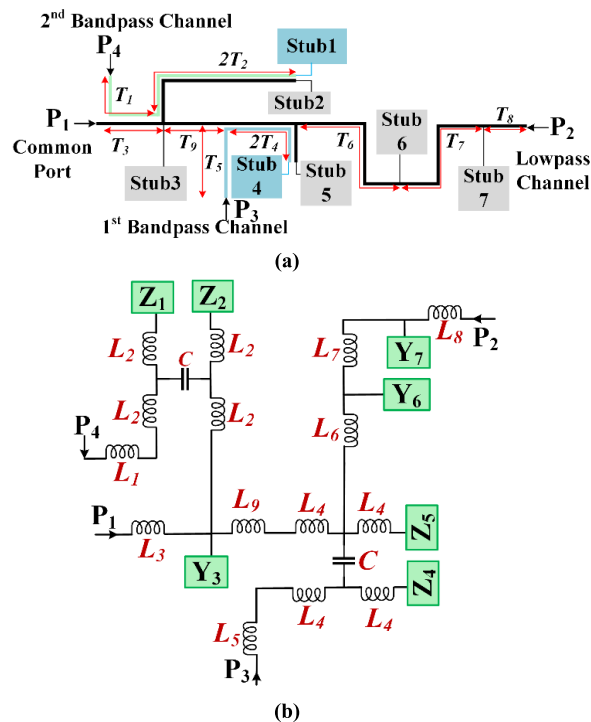 2nd Bandpass Channel
P4
2T2
Stub1
T1
Stub2
P1
Common
Port
T3
T9
T5
2T4
Stub3
Stub
4
Stub
5
T6
Stub
6
T7
T8
P2
Stub
7
Lowpass
Channel
P3
1st Bandpass Channel
(a)
Z1
Z2
L2
L2
C
L2
L2
P4
L1
L7
L8
P2
Y7
Y6
L6
P1
L3
L9
L4
L4
Z5
Y3
C
Z4
L4
L4
L5
P3
(b)